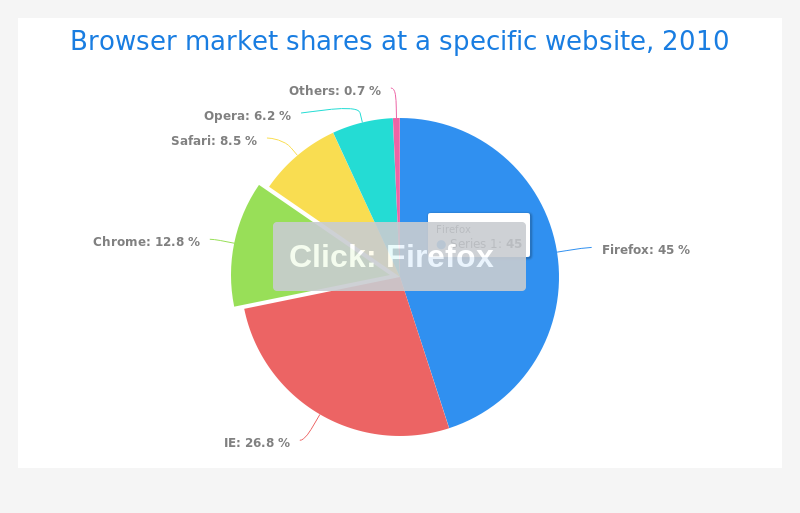 Browser market shares at a specific website, 2010
Others: 0.7 %
Opera: 6.2 %
Safari: 8.5 %
Chrome: 12.8 %
Firefox: 45 %
Firefox
Series 1: 45
Click: Firefox
IE: 26.8 %